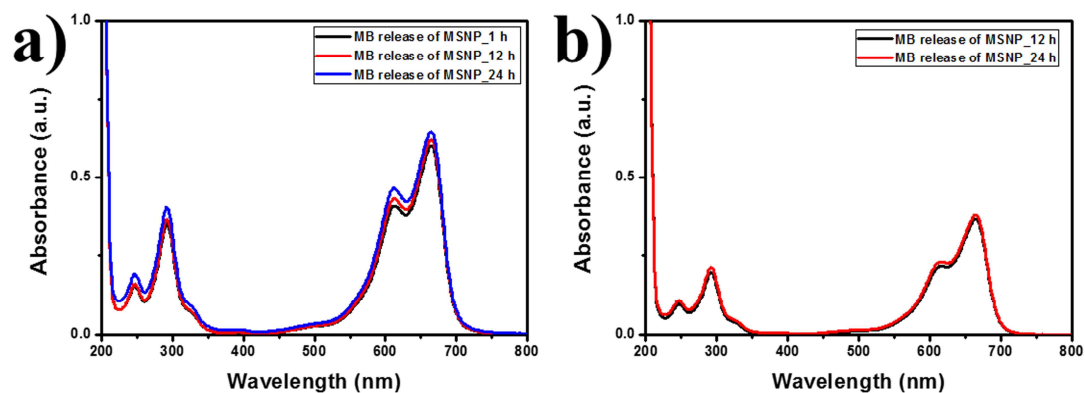 a)
MB release of MSNP_1 h
MB release of MSNP_12 h
MB release of MSNP_24 h
1.0
0.5
0.0
200 300 400 500 600 700 800
Absorbance (a.u.)
Wavelength (nm)
b)
MB release of MSNP_12 h
MB release of MSNP_24 h
1.0
0.5
0.0
200 300 400 500 600 700 800
Absorbance (a.u.)
Wavelength (nm)